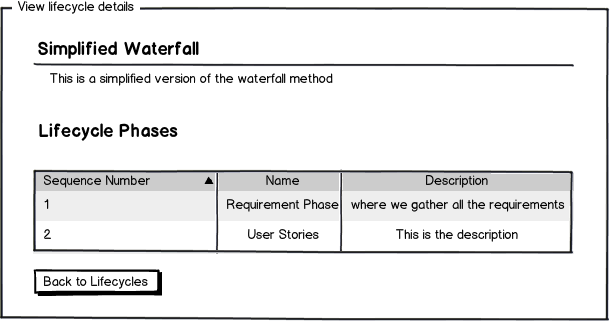 View lifecycle details
Simplified Waterfall
This is a simplified version of the waterfall method
Lifecycle Phases
Sequence Number Name Description
1 Requirement Phase where we gather all the requirements
2 User Stories This is the description
Back to Lifecycles